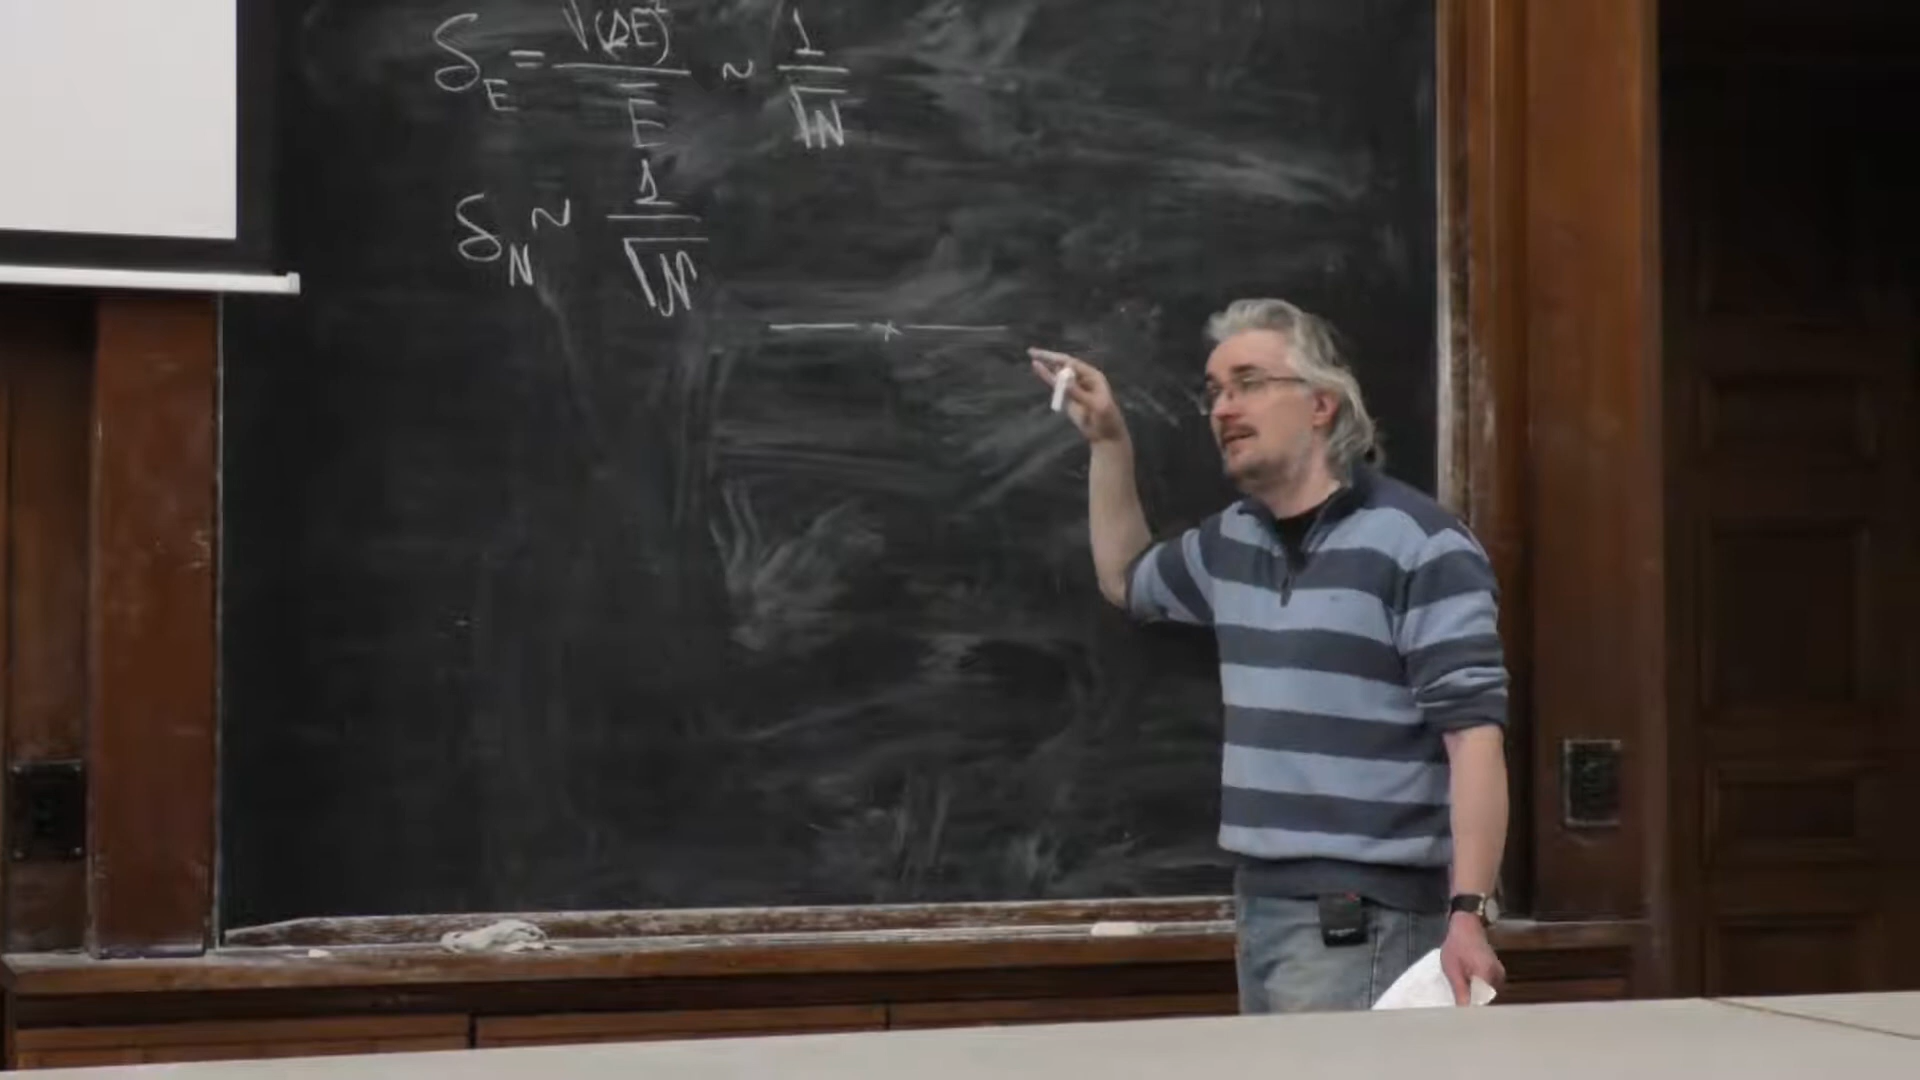 δ_E = √(ΔE)² / E̅ ~ 1/√N
δ_N ~ 1/√N